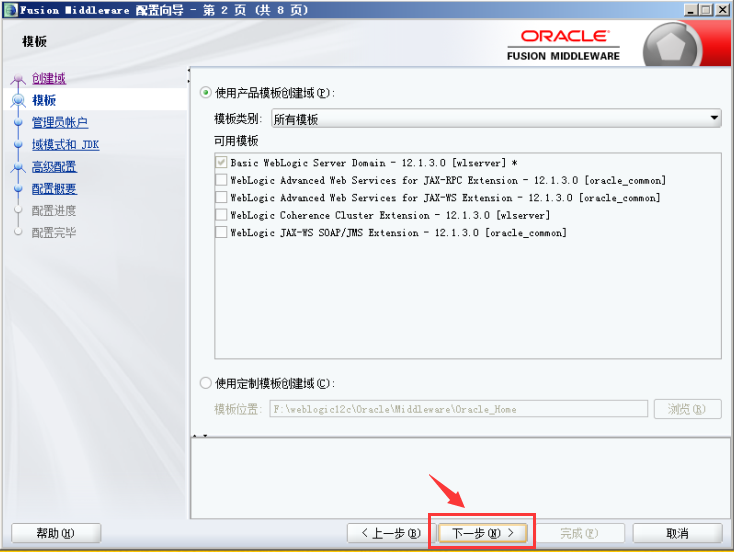 Fusion Middleware 配置向导 - 第 2 页 (共 8 页)
模板
ORACLE
FUSION MIDDLEWARE
创建域
模板
管理员帐户
域模式和 JDK
高级配置
配置概要
配置进度
配置完毕
使用产品模板创建域(P):
模板类别: 所有模板
可用模板
Basic WebLogic Server Domain - 12.1.3.0 [wlserver] *
WebLogic Advanced Web Services for JAX-RPC Extension - 12.1.3.0 [oracle_common]
WebLogic Advanced Web Services for JAX-WS Extension - 12.1.3.0 [oracle_common]
WebLogic Coherence Cluster Extension - 12.1.3.0 [wlserver]
WebLogic JAX-WS SOAP/JMS Extension - 12.1.3.0 [oracle_common]
使用定制模板创建域(C):
模板位置: F:\weblogic12c\Oracle\Middleware\Oracle_Home 浏览(R)
帮助(H) < 上一步(B) 下一步(N) > 完成(F) 取消